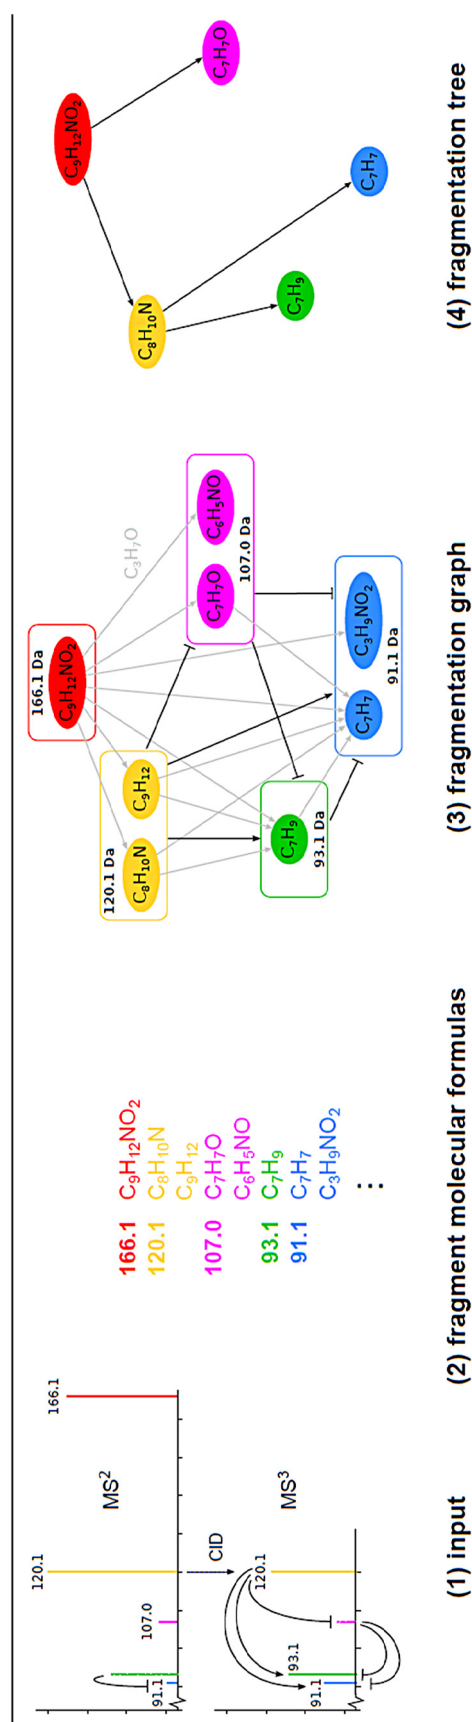 120.1
166.1
107.0
91.1
MS2
CID
120.1
93.1
91.1
MS3
(1) input
166.1 C9H12NO2
120.1 C8H10N
C9H12
107.0 C7H7O
C6H5NO
93.1 C7H9
91.1 C7H7
C3H9NO2
⋮
(2) fragment molecular formulas
166.1 Da
C9H12NO2
C3H7O
120.1 Da
C8H10N C9H12
C7H7O C6H5NO
107.0 Da
C7H9
93.1 Da
C7H7 C3H9NO2
91.1 Da
(3) fragmentation graph
C9H12NO2
C7H7O
C8H10N
C7H9
C7H7
(4) fragmentation tree